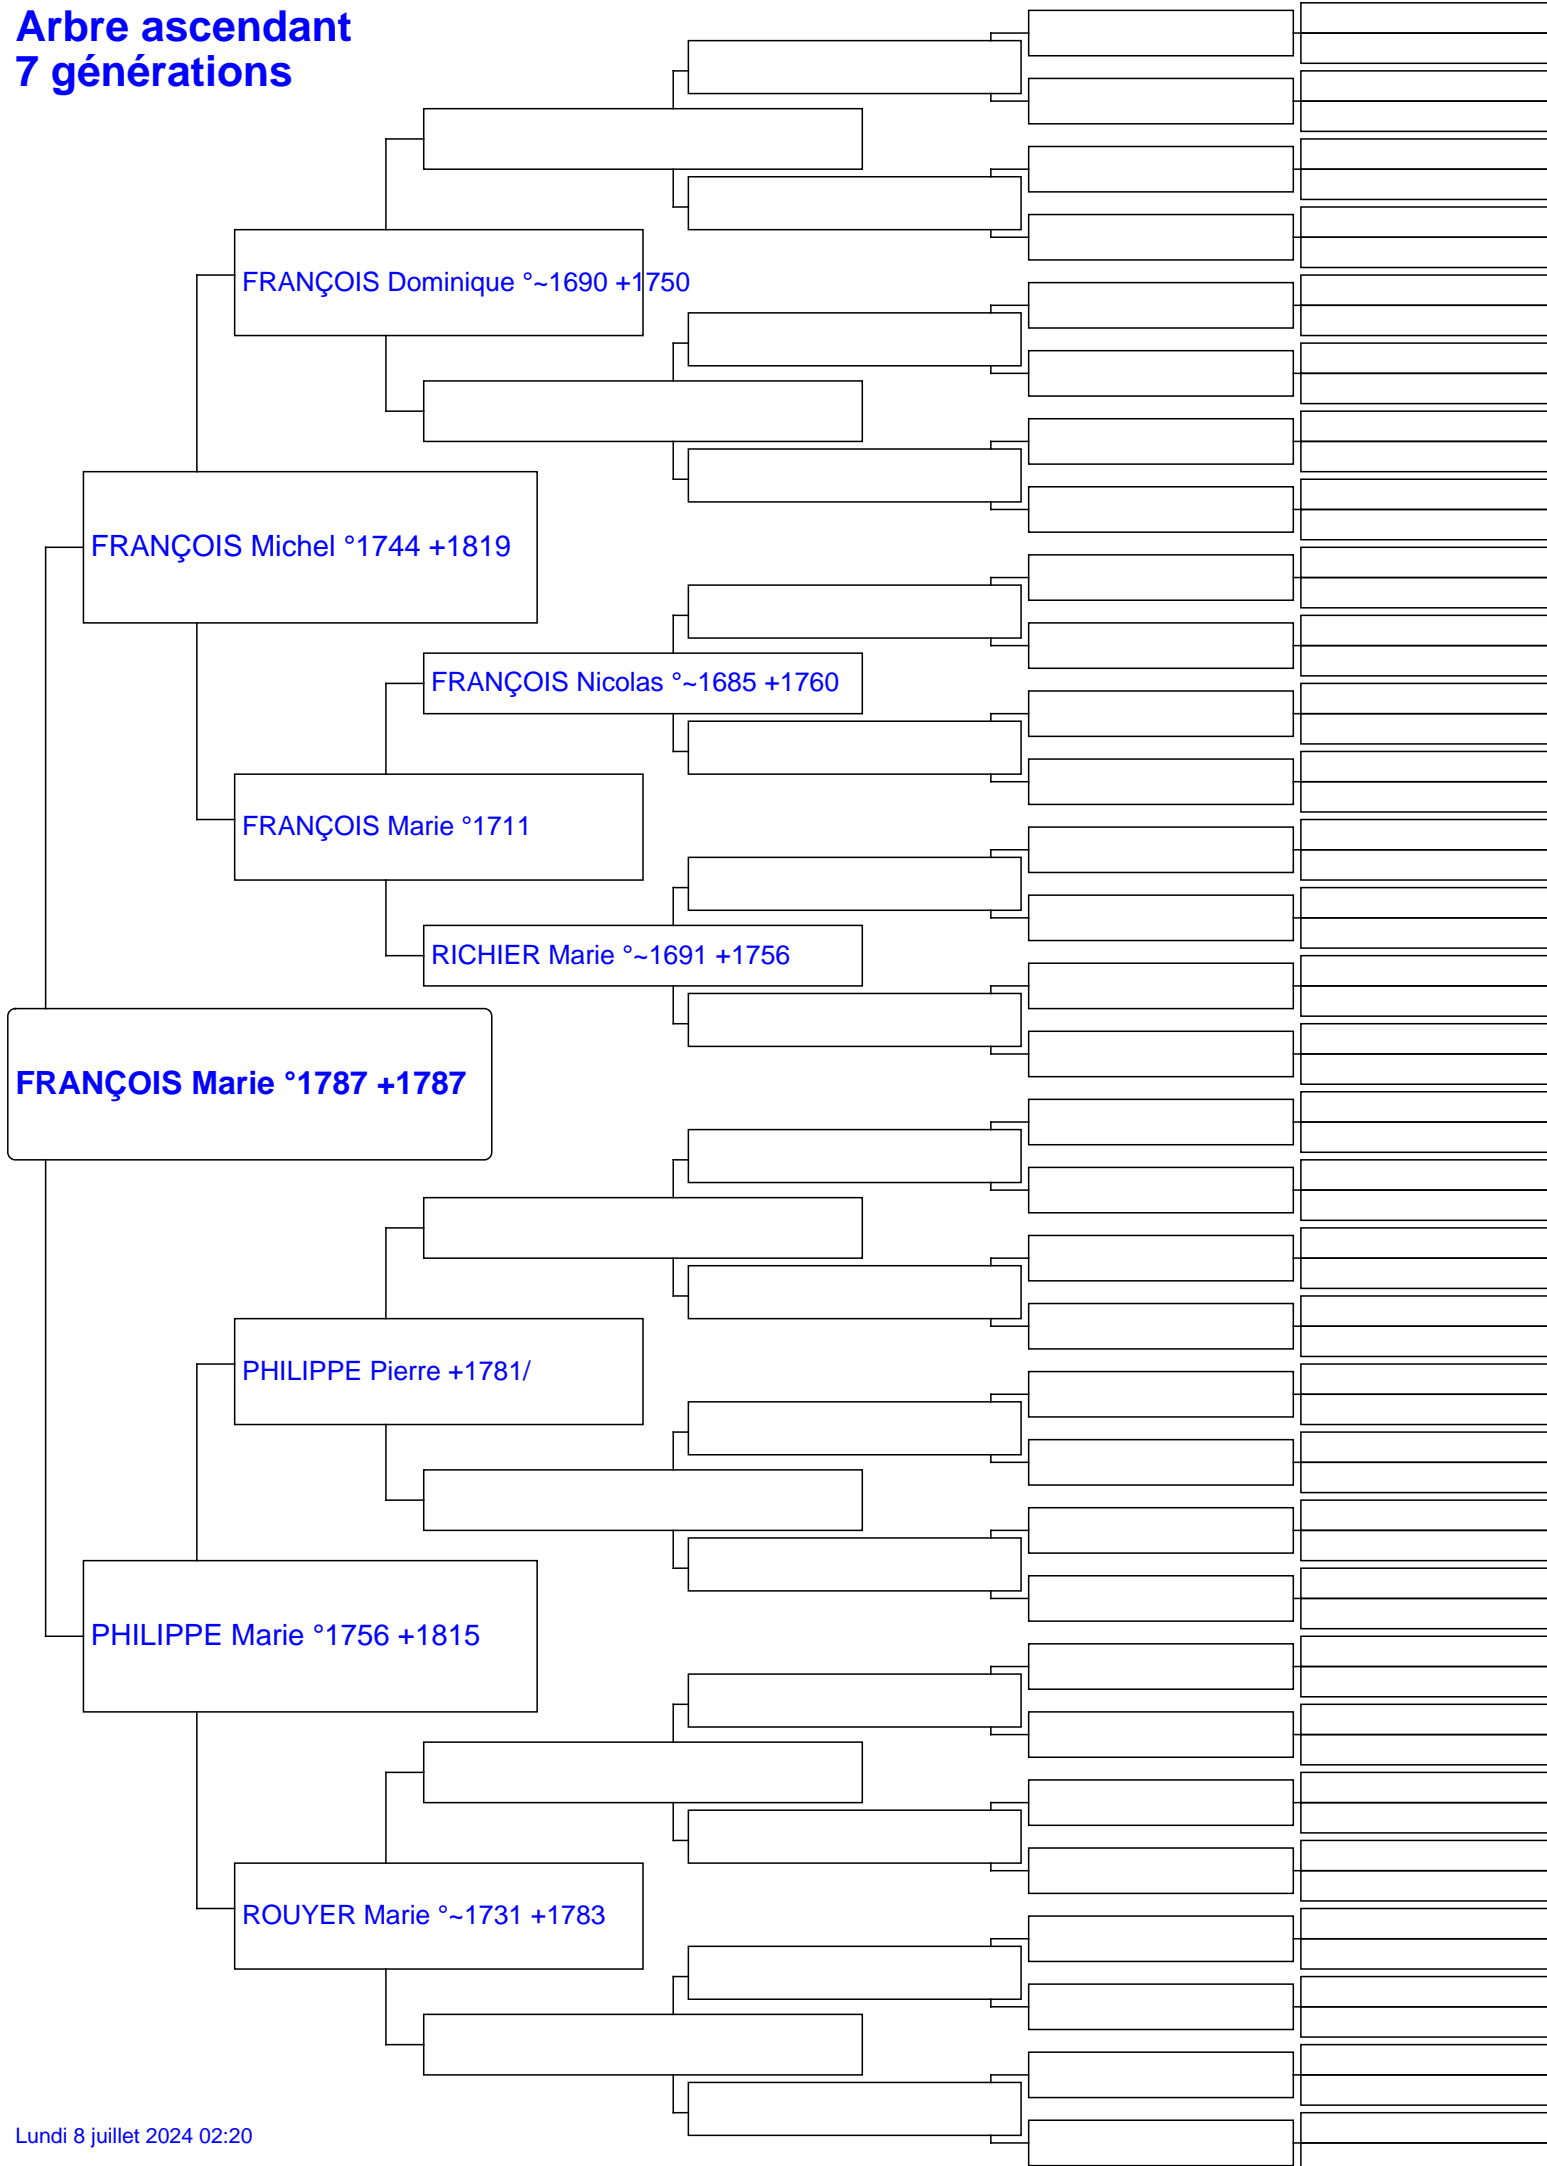 Arbre ascendant
7 générations
FRANÇOIS Dominique °~1690 +1750
FRANÇOIS Michel °1744 +1819
FRANÇOIS Nicolas °~1685 +1760
FRANÇOIS Marie °1711
RICHIER Marie °~1691 +1756
FRANÇOIS Marie °1787 +1787
PHILIPPE Pierre +1781/
PHILIPPE Marie °1756 +1815
ROUYER Marie °~1731 +1783
Lundi 8 juillet 2024 02:20